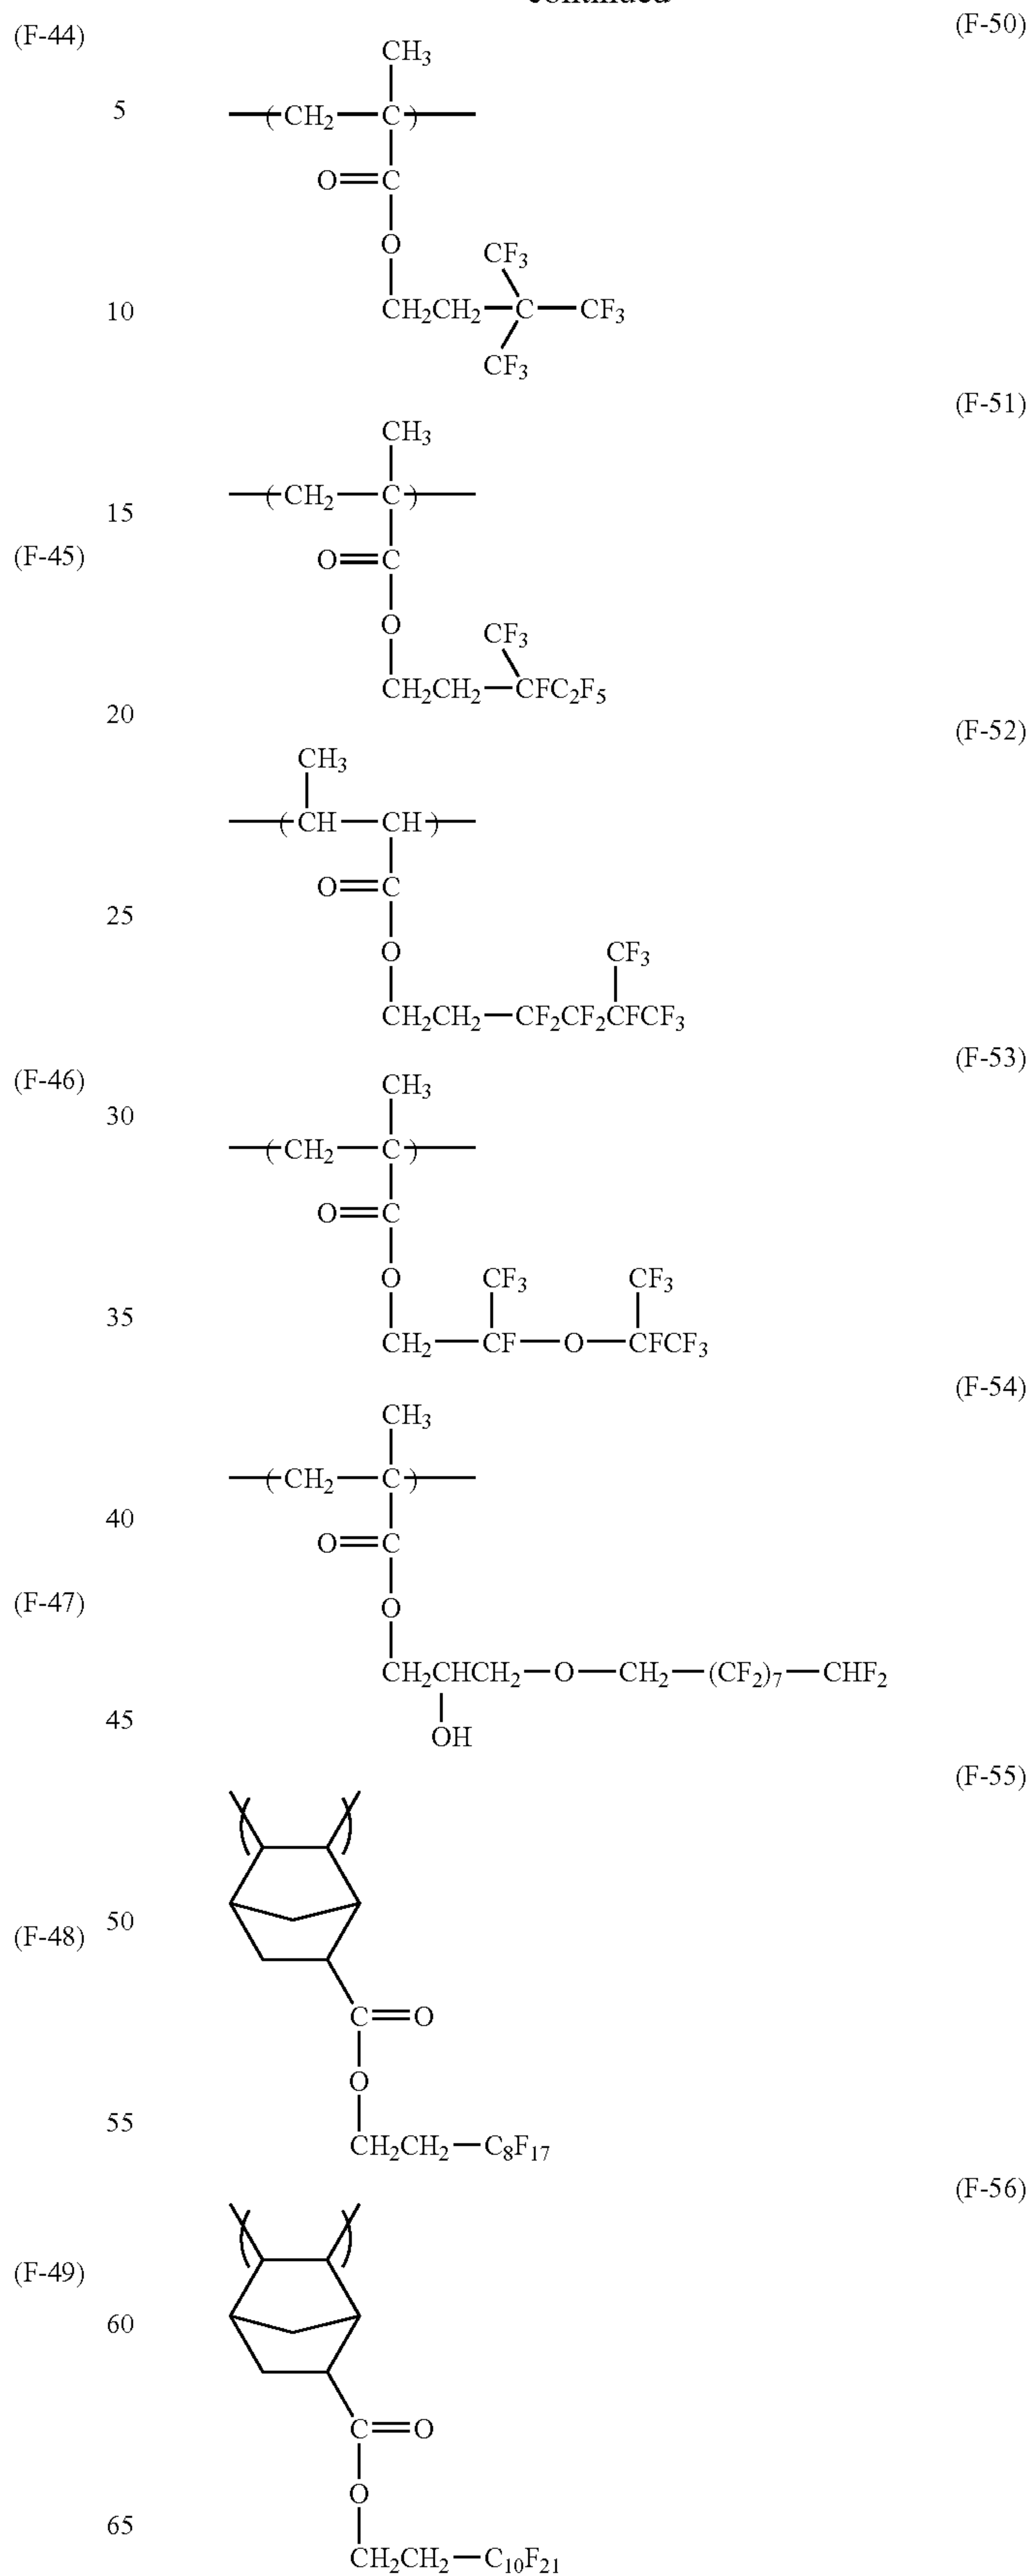 (F-44)
(F-50)
CH₃
5
—(CH₂—C)—
O=C
O
CF₃
10
CH₂CH₂—C—CF₃
CF₃
(F-51)
CH₃
15
—(CH₂—C)—
(F-45)
O=C
O
CF₃
CH₂CH₂—CFC₂F₅
20
(F-52)
CH₃
—(CH—CH)—
O=C
25
O
CF₃
CH₂CH₂—CF₂CF₂CFCF₃
(F-53)
(F-46)
CH₃
30
—(CH₂—C)—
O=C
O
CF₃
CF₃
35
CH₂—CF—O—CFCF₃
(F-54)
CH₃
—(CH₂—C)—
40
O=C
(F-47)
O
CH₂CHCH₂—O—CH₂—(CF₂)₇—CHF₂
45
OH
(F-55)
( )
50
(F-48)
C=O
O
55
CH₂CH₂—C₈F₁₇
(F-56)
( )
(F-49)
60
C=O
O
65
CH₂CH₂—C₁₀F₂₁